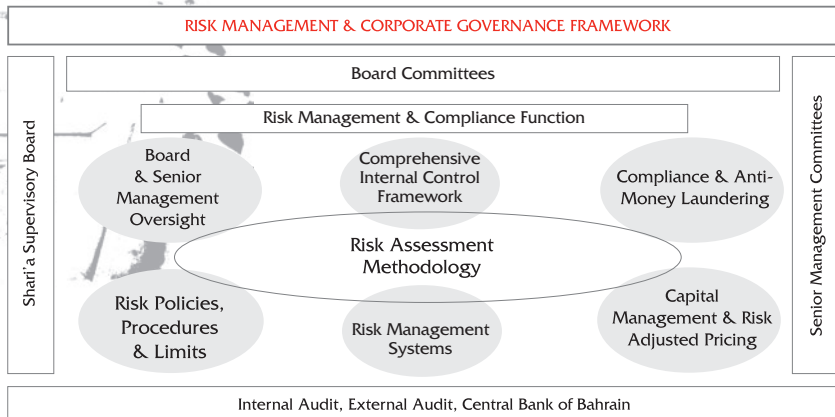 RISK MANAGEMENT & CORPORATE GOVERNANCE FRAMEWORK
Board Committees
Risk Management & Compliance Function
Shari'a Supervisory Board
Board
& Senior
Management
Oversight
Comprehensive
Internal Control
Framework
Compliance & Anti-
Money Laundering
Senior Management Committees
Risk Assessment
Methodology
Risk Policies,
Procedures
& Limits
Risk Management
Systems
Capital
Management & Risk
Adjusted Pricing
Internal Audit, External Audit, Central Bank of Bahrain